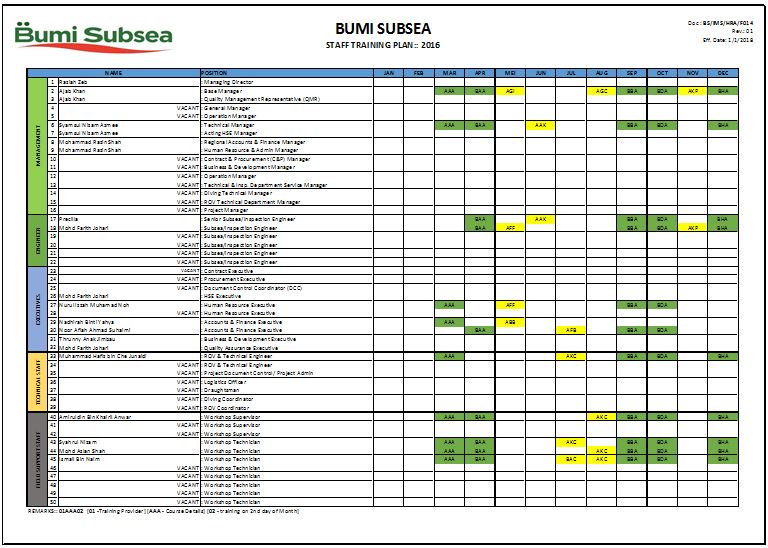 Bumi Subsea
BUMI SUBSEA
STAFF TRAINING PLAN:: 2016
Doc.: BS/IMS/HRA/F014
Rev.: 01
Eff. Date: 1/1/2018
NAME POSITION JAN FEB MAR APR MEI JUN JUL AUG SEP OCT NOV DEC
MANAGEMENT
1 Raslah Zeb : Managing Director
2 Ajab Khan : Base Manager AAA BAA AGI AGC BBA BDA AKP BHA
3 Ajab Khan : Quality Management Representative (QMR)
4 VACANT : General Manager
5 VACANT : Operation Manager
6 Syamsul Nizam Asmee : Technical Manager AAA BAA AAK BBA BDA BHA
7 Syamsul Nizam Asmee : Acting HSE Manager
8 Mohammad Razin Shah : Regional Accounts & Finance Manager
9 Mohammad Razin Shah : Human Resource & Admin Manager
10 VACANT : Contract & Procurement (C&P) Manager
11 VACANT : Business & Development Manager
12 VACANT : Operation Manager
13 VACANT : Technical & Insp. Department Service Manager
14 VACANT : Diving Technical Manager
15 VACANT : ROV Technical Department Manager
16 VACANT : Project Manager
ENGINEER
17 Precilla : Senior Subsea/Inspection Engineer BAA AAK BBA BDA BHA
18 Mohd Farith Johari : Subsea/Inspection Engineer BAA AFF BBA BDA AKP BHA
19 VACANT : Subsea/Inspection Engineer
20 VACANT : Subsea/Inspection Engineer
21 VACANT : Subsea/Inspection Engineer
22 VACANT : Subsea/Inspection Engineer
EXECUTIVES
23 VACANT : Contract Executive
24 VACANT : Procurement Executive
25 VACANT : Document Control Coordinator (DCC)
26 Mohd Farith Johari : HSE Executive
27 Nurul Iszah Muhamad Noh : Human Resource Executive AAA AFF BBA BDA
28 VACANT : Human Resource Executive
29 Nadhirah Binti Yahya : Accounts & Finance Executive AAA ABB
30 Noor Afiah Ahmad Suhaimi : Accounts & Finance Executive BAA AFB BBA BDA
31 Thrunny Anak Jimbau : Business & Development Executive
32 Mohd Farith Johari : Quality Assurance Executive
TECHNICAL STAFF
33 Muhammad Hafis bin Che Junaidi : ROV & Technical Engineer AAA AKC BBA BDA BHA
34 VACANT : ROV & Technical Engineer
35 VACANT : Project Document Control/ Project Admin
36 VACANT : Logistics Officer
37 VACANT : Draughtsman
38 VACANT : Diving Coordinator
39 VACANT : ROV Coordinator
FIELD SUPPORT STAFF
40 Amiruldin Bin Khairil Anwar : Workshop Supervisor AAA BAA AKC BBA BDA BHA
41 VACANT : Workshop Supervisor
42 VACANT : Workshop Supervisor
43 Syahrul Nizam : Workshop Technician AAA BAA AKC BBA BDA BHA
44 Mohd Azlan Shah : Workshop Technician AAA BAA AKC BBA BDA BHA
45 Ismail Bin Naim : Workshop Technician AAA BAA BAC AKC BBA BDA BHA
46 VACANT : Workshop Technician
47 VACANT : Workshop Technician
48 VACANT : Workshop Technician
49 VACANT : Workshop Technician
50 VACANT : Workshop Technician
REMARKS:: 01AAA02 [01 -Training Provider] [AAA - Course Details] [02 - training on 2nd day of Month]